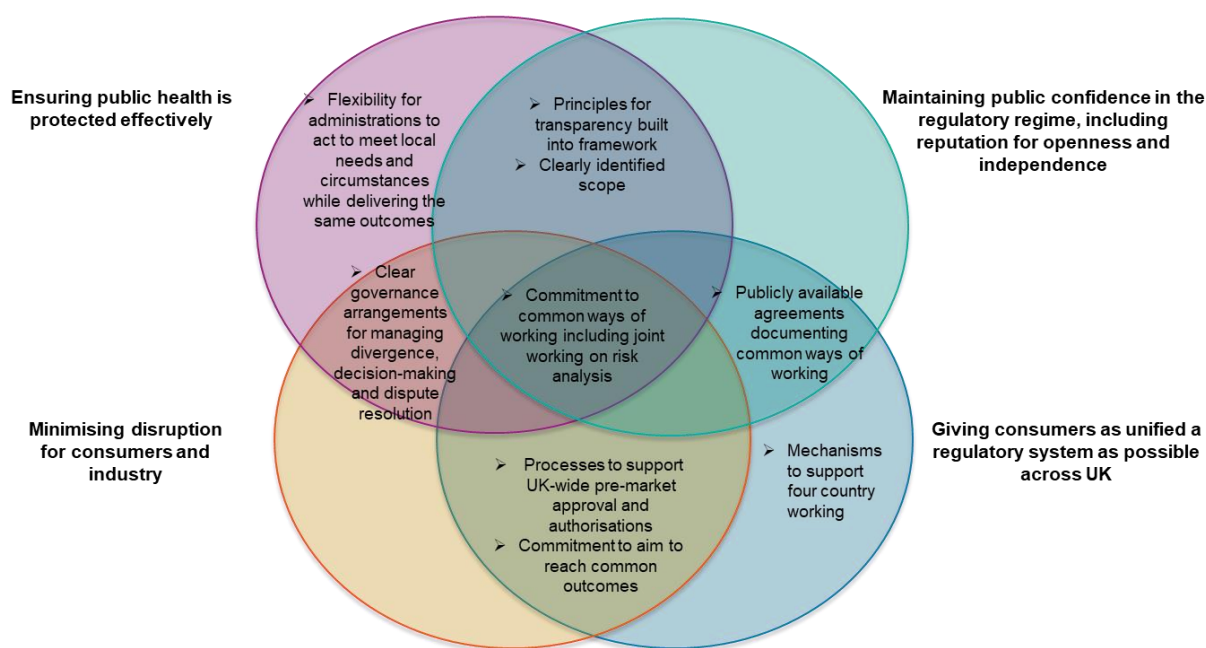 Ensuring public health is
protected effectively
➢ Flexibility for
administrations to
act to meet local
needs and
circumstances
while delivering the
same outcomes
➢ Principles for
transparency built
into framework
➢ Clearly identified
scope
Maintaining public confidence in the
regulatory regime, including
reputation for openness and
independence
➢ Clear
governance
arrangements
for managing
divergence,
decision-making
and dispute
resolution
➢ Commitment to
common ways of
working including joint
working on risk
analysis
➢ Publicly available
agreements
documenting
common ways of
working
Minimising disruption
for consumers and
industry
➢ Processes to support
UK-wide pre-market
approval and
authorisations
➢ Commitment to aim to
reach common
outcomes
➢ Mechanisms
to support
four country
working
Giving consumers as unified a
regulatory system as possible
across UK